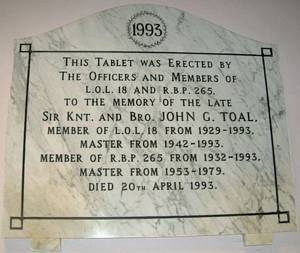 1993
THIS TABLET WAS ERECTED BY
THE OFFICERS AND MEMBERS OF
L.O.L. 18 AND R.B.P. 265.
TO THE MEMORY OF THE LATE
SIR KNT. AND BRO. JOHN G. TOAL.
MEMBER OF L.O.L. 18 FROM 1929-1993.
MASTER FROM 1942-1993.
MEMBER OF R.B.P. 265 FROM 1932-1993.
MASTER FROM 1953-1979.
DIED 20TH APRIL 1993.